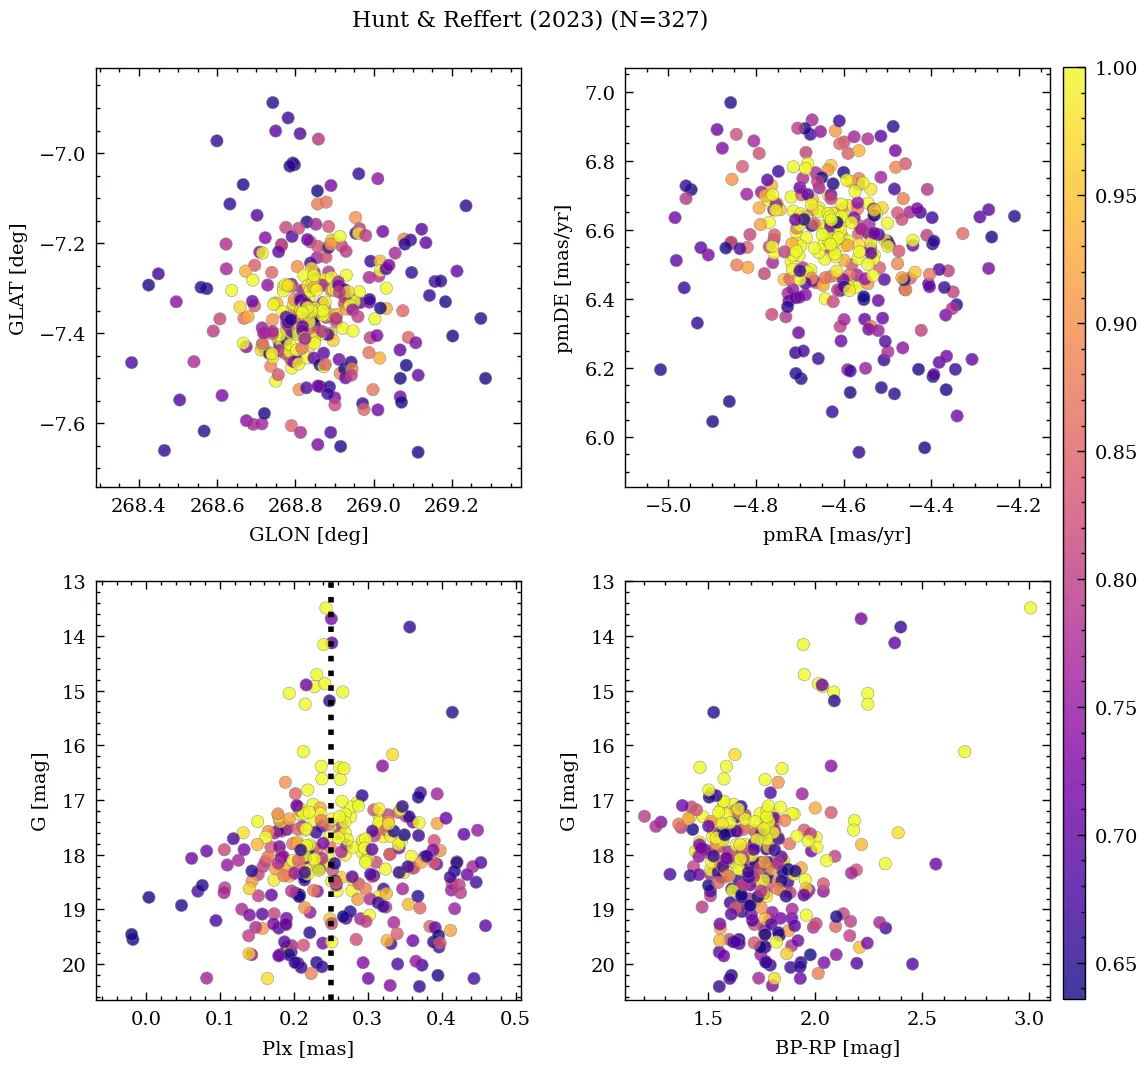 Hunt & Reffert (2023) (N=327)
−7.0
−7.2
−7.4
−7.6
GLAT [deg]
268.4 268.6 268.8 269.0 269.2
GLON [deg]
7.0
6.8
6.6
6.4
6.2
6.0
pmDE [mas/yr]
−5.0 −4.8 −4.6 −4.4 −4.2
pmRA [mas/yr]
13
14
15
16
17
18
19
20
G [mag]
0.0 0.1 0.2 0.3 0.4 0.5
Plx [mas]
13
14
15
16
17
18
19
20
G [mag]
1.5 2.0 2.5 3.0
BP-RP [mag]
1.00
0.95
0.90
0.85
0.80
0.75
0.70
0.65